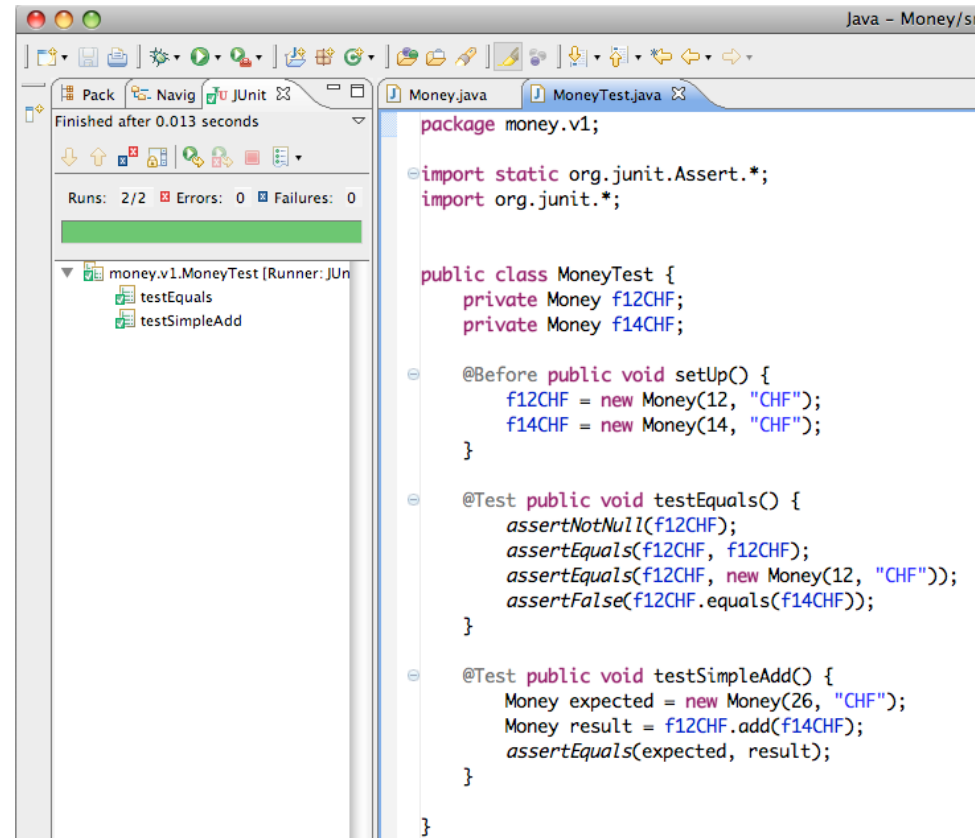 Java – Money/sr
Pack Navig JUnit
Finished after 0.013 seconds
Runs: 2/2 Errors: 0 Failures: 0
money.v1.MoneyTest [Runner: JUn
testEquals
testSimpleAdd
Money.java MoneyTest.java
package money.v1;
import static org.junit.Assert.*;
import org.junit.*;
public class MoneyTest {
private Money f12CHF;
private Money f14CHF;
@Before public void setUp() {
f12CHF = new Money(12, "CHF");
f14CHF = new Money(14, "CHF");
}
@Test public void testEquals() {
assertNotNull(f12CHF);
assertEquals(f12CHF, f12CHF);
assertEquals(f12CHF, new Money(12, "CHF"));
assertFalse(f12CHF.equals(f14CHF));
}
@Test public void testSimpleAdd() {
Money expected = new Money(26, "CHF");
Money result = f12CHF.add(f14CHF);
assertEquals(expected, result);
}
}